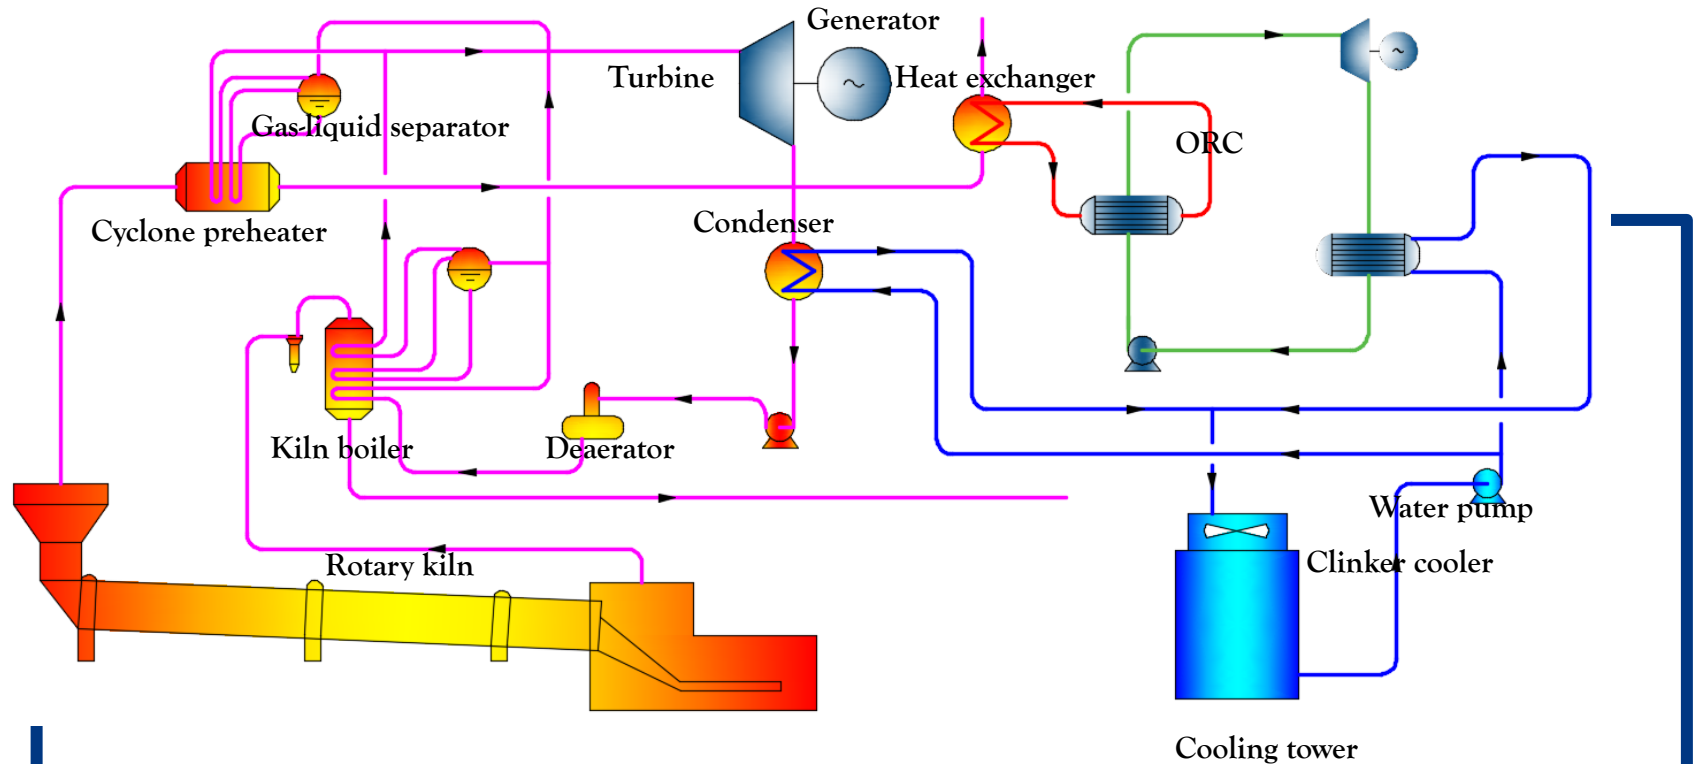 Generator
Turbine
Heat exchanger
Gas-liquid separator
ORC
Cyclone preheater
Condenser
Kiln boiler
Deaerator
Water pump
Rotary kiln
Clinker cooler
Cooling tower